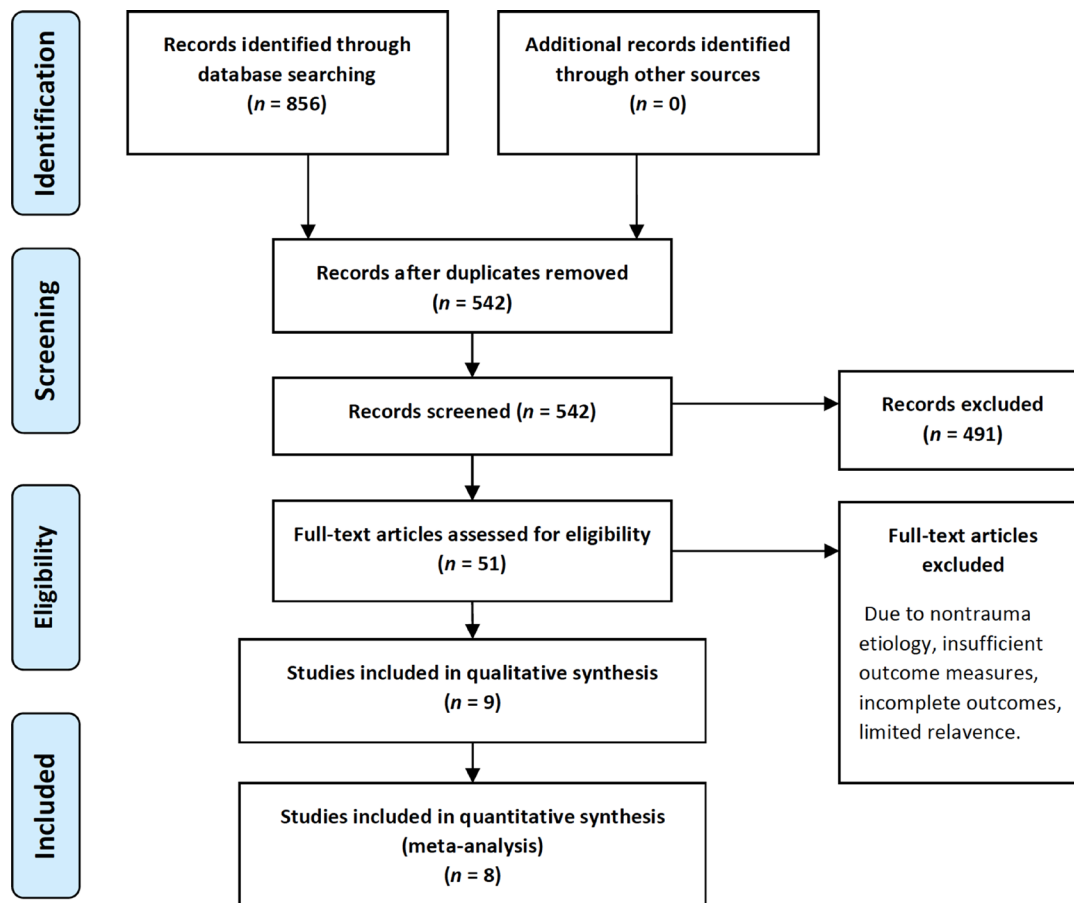 Identification
Records identified through
database searching
(n = 856)
Additional records identified
through other sources
(n = 0)
Screening
Records after duplicates removed
(n = 542)
Records screened (n = 542)
Records excluded
(n = 491)
Eligibility
Full-text articles assessed for eligibility
(n = 51)
Full-text articles
excluded
Due to nontrauma
etiology, insufficient
outcome measures,
incomplete outcomes,
limited relavence.
Studies included in qualitative synthesis
(n = 9)
Included
Studies included in quantitative synthesis
(meta-analysis)
(n = 8)